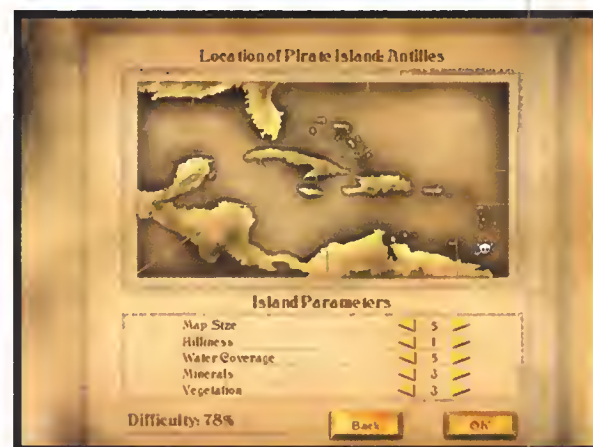 Location of Pirate Island: Antilles
Island Parameters
Map Size 5
Hilliness 1
Water Coverage 5
Minerals 3
Vegetation 3
Difficulty: 78%
Back
OK